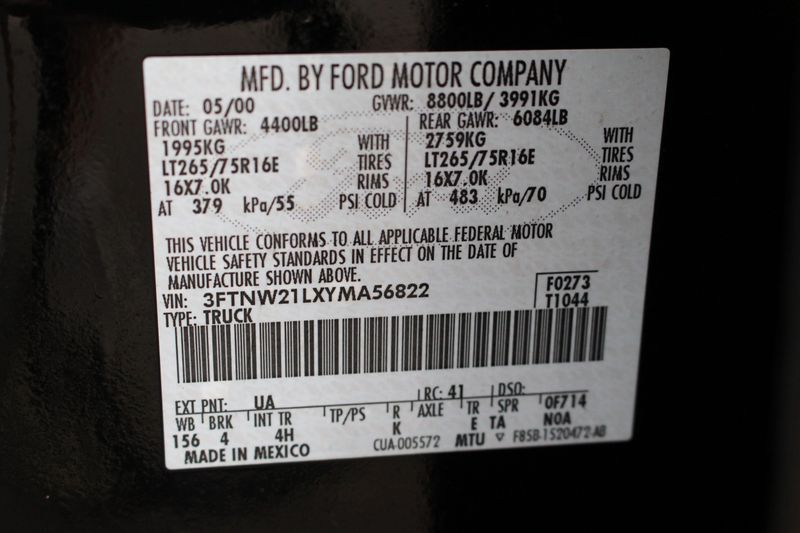 MFD. BY FORD MOTOR COMPANY
DATE: 05/00 GVWR: 8800LB/ 3991KG
FRONT GAWR: 4400LB REAR GAWR: 6084LB
1995KG WITH 2759KG WITH
LT265/75R16E TIRES LT265/75R16E TIRES
16X7.0K RIMS 16X7.0K RIMS
AT 379 kPa/55 PSI COLD AT 483 kPa/70 PSI COLD
THIS VEHICLE CONFORMS TO ALL APPLICABLE FEDERAL MOTOR
VEHICLE SAFETY STANDARDS IN EFFECT ON THE DATE OF
MANUFACTURE SHOWN ABOVE.
VIN: 3FTNW21LXYMA56822 F0273
TYPE: TRUCK T1044
EXT PNT: UA RC: 41 DSO:
WB BRK INT TR TP/PS R AXLE TR SPR 0F714
156 4 4H K E TA N0A
MADE IN MEXICO CUA-005572 MTU ▽ F85B-1520472-AB